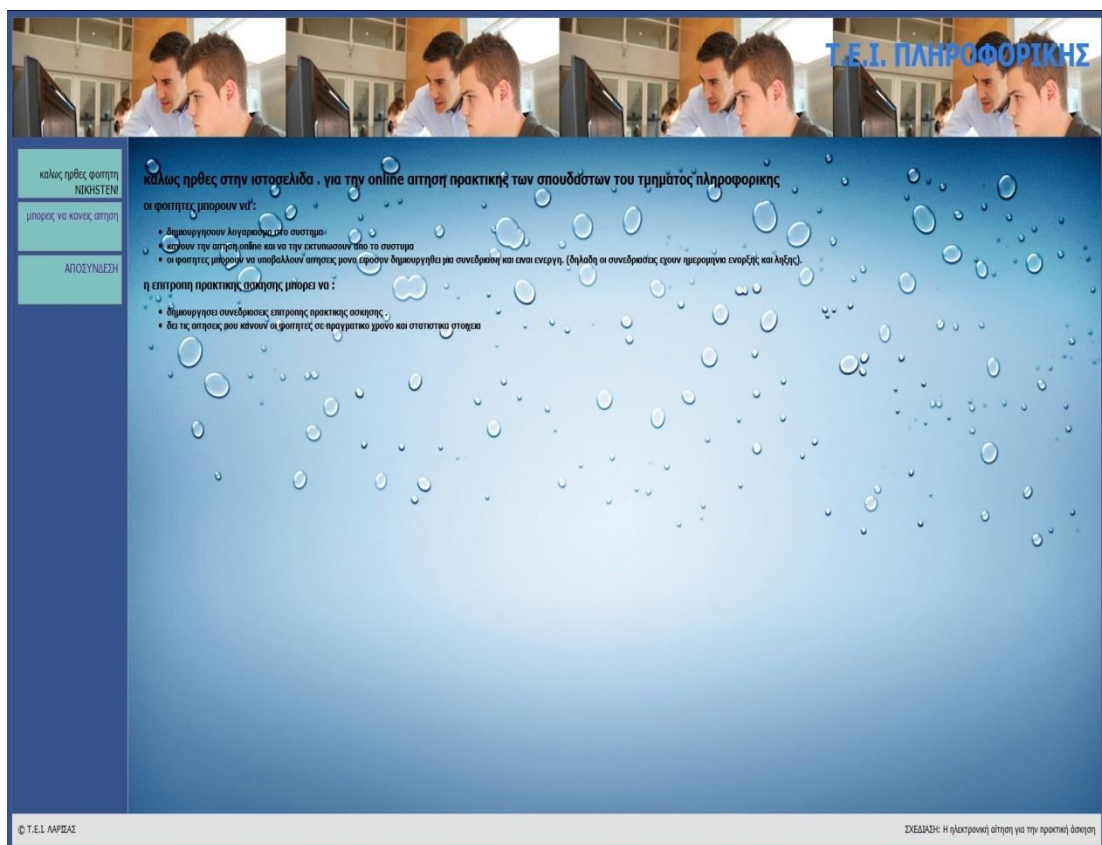 Τ.Ε.Ι. ΠΛΗΡΟΦΟΡΙΚΗΣ
καλως ηρθες φοιτητη
NIKHSTEN!
μπορεις να κανεις αιτηση
ΑΠΟΣΥΝΔΕΣΗ
καλως ηρθες στην ιστοσελιδα . για την online αιτηση πρακτικης των σπουδαστων του τμηματος πληροφορικης
οι φοιτητες μπορουν να :
• δημιουργησουν λογαριασμο στο συστημα
• κανουν την αιτηση online και να την εκτυπωσουν απο το συστυμα
• οι φοιτητες μπορουν να υποβαλλουν αιτησεις μονο εφοσον δημιουργηθει μια συνεδριαση και ειναι ενεργη. (δηλαδη οι συνεδριασεις εχουν ημερομηνια εναρξης και ληξης).
η επιτροπη πρακτικης ασκησης μπορει να :
• δημιουργησει συνεδριασεις επιτροπης πρακτικης ασκησης .
• δει τις αιτησεις που κανουν οι φοιτητες σε πραγματικο χρονο και στατιστικα στοιχεια
© Τ.Ε.Ι. ΛΑΡΙΣΑΣ
ΣΧΕΔΙΑΣΗ: Η ηλεκτρονική αίτηση για την πρακτική άσκηση